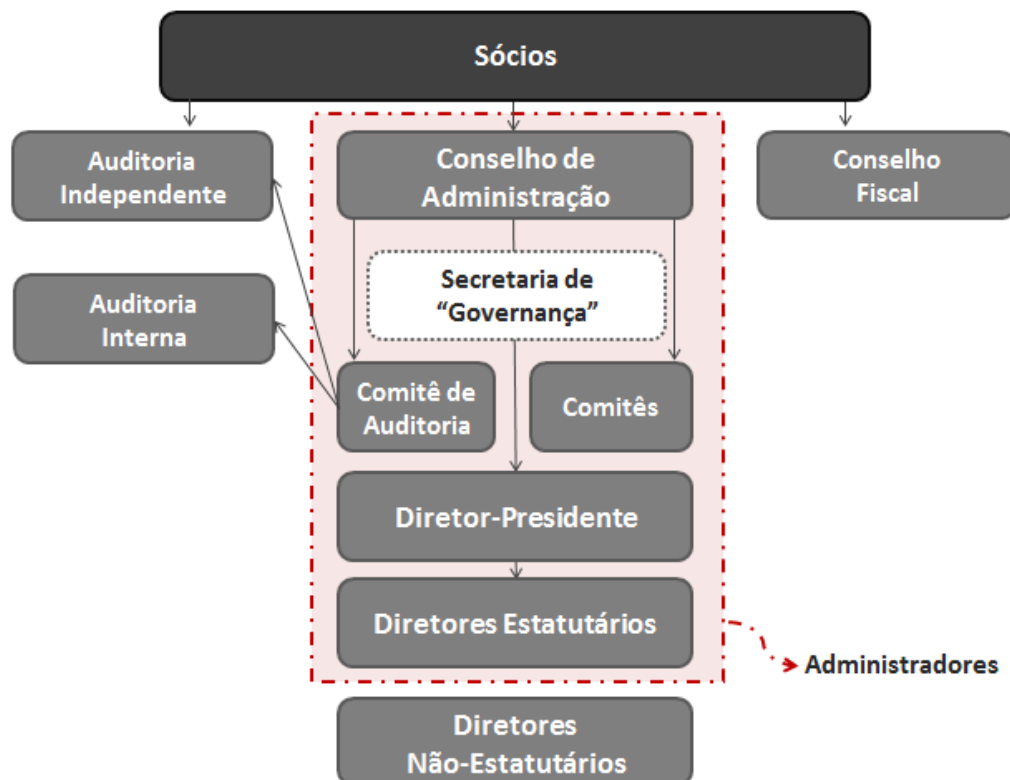 Sócios
Auditoria
Independente
Conselho de
Administração
Conselho
Fiscal
Secretaria de
“Governança”
Auditoria
Interna
Comitê de
Auditoria
Comitês
Diretor-Presidente
Diretores Estatutários
Administradores
Diretores
Não-Estatutários